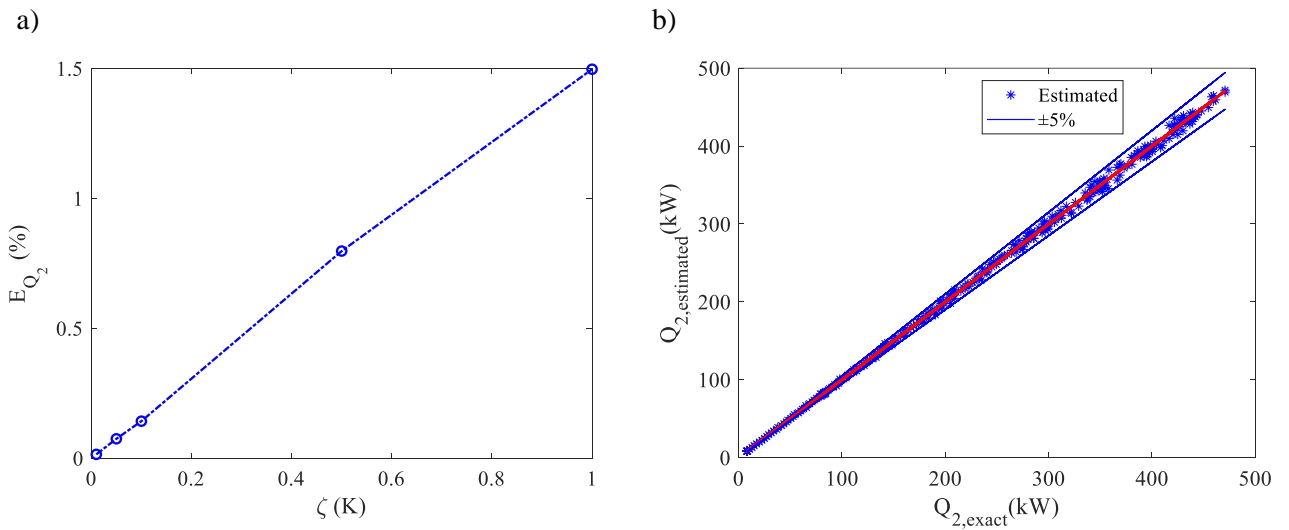 a)
1.5
1
0.5
0
E_{Q_2} (%)
0 0.2 0.4 0.6 0.8 1
ζ (K)
b)
500
400
300
200
100
0
Q_{2,estimated}(kW)
Estimated
±5%
0 100 200 300 400 500
Q_{2,exact}(kW)